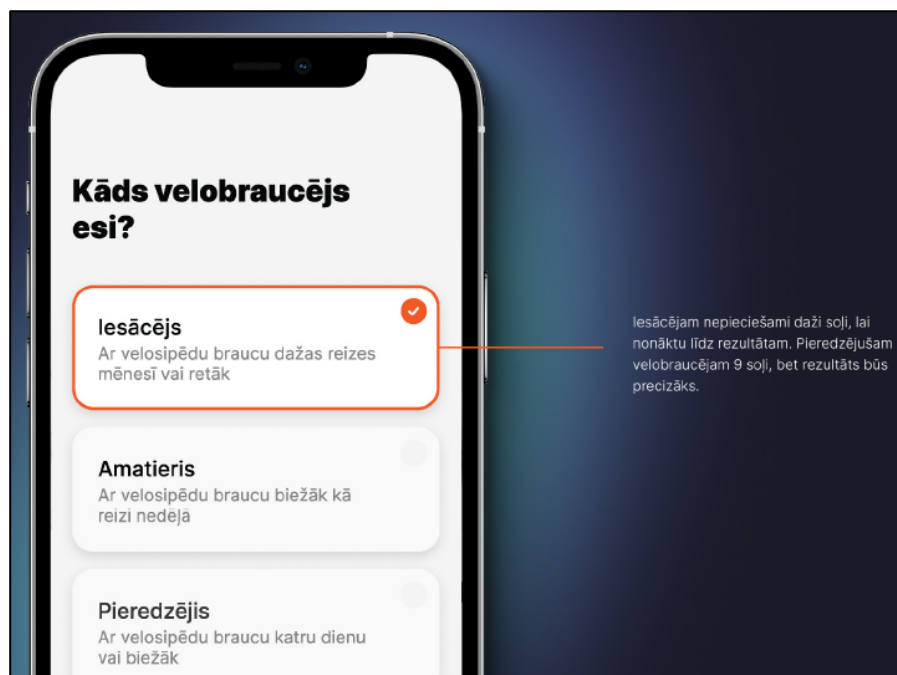 Kāds velobraucējs
esi?
Iesācējs
Ar velosipēdu braucu dažas reizes
mēnesī vai retāk
Amatieris
Ar velosipēdu braucu biežāk kā
reizi nedēļā
Pieredzējis
Ar velosipēdu braucu katru dienu
vai biežāk
Iesācējam nepieciešami daži soļi, lai
nonāktu līdz rezultātam. Pieredzējušam
velobraucējam 9 soļi, bet rezultāts būs
precizāks.